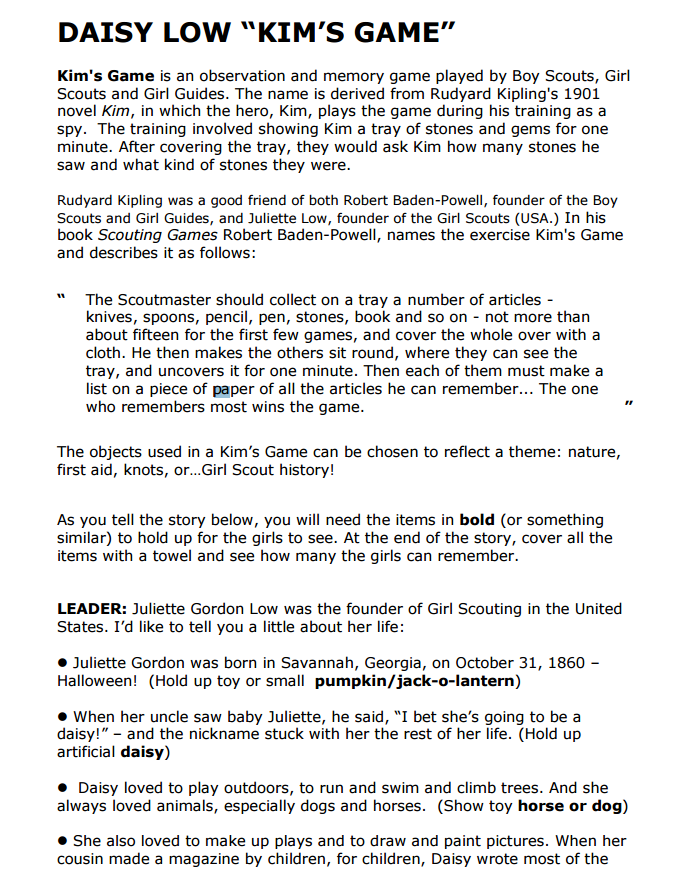 DAISY LOW “KIM’S GAME”
Kim's Game is an observation and memory game played by Boy Scouts, Girl
Scouts and Girl Guides. The name is derived from Rudyard Kipling's 1901
novel Kim, in which the hero, Kim, plays the game during his training as a
spy. The training involved showing Kim a tray of stones and gems for one
minute. After covering the tray, they would ask Kim how many stones he
saw and what kind of stones they were.
Rudyard Kipling was a good friend of both Robert Baden-Powell, founder of the Boy
Scouts and Girl Guides, and Juliette Low, founder of the Girl Scouts (USA.) In his
book Scouting Games Robert Baden-Powell, names the exercise Kim's Game
and describes it as follows:
“ The Scoutmaster should collect on a tray a number of articles -
knives, spoons, pencil, pen, stones, book and so on - not more than
about fifteen for the first few games, and cover the whole over with a
cloth. He then makes the others sit round, where they can see the
tray, and uncovers it for one minute. Then each of them must make a
list on a piece of paper of all the articles he can remember... The one
who remembers most wins the game. ”
The objects used in a Kim’s Game can be chosen to reflect a theme: nature,
first aid, knots, or…Girl Scout history!
As you tell the story below, you will need the items in bold (or something
similar) to hold up for the girls to see. At the end of the story, cover all the
items with a towel and see how many the girls can remember.
LEADER: Juliette Gordon Low was the founder of Girl Scouting in the United
States. I’d like to tell you a little about her life:
● Juliette Gordon was born in Savannah, Georgia, on October 31, 1860 –
Halloween! (Hold up toy or small pumpkin/jack-o-lantern)
● When her uncle saw baby Juliette, he said, “I bet she’s going to be a
daisy!” – and the nickname stuck with her the rest of her life. (Hold up
artificial daisy)
● Daisy loved to play outdoors, to run and swim and climb trees. And she
always loved animals, especially dogs and horses. (Show toy horse or dog)
● She also loved to make up plays and to draw and paint pictures. When her
cousin made a magazine by children, for children, Daisy wrote most of the